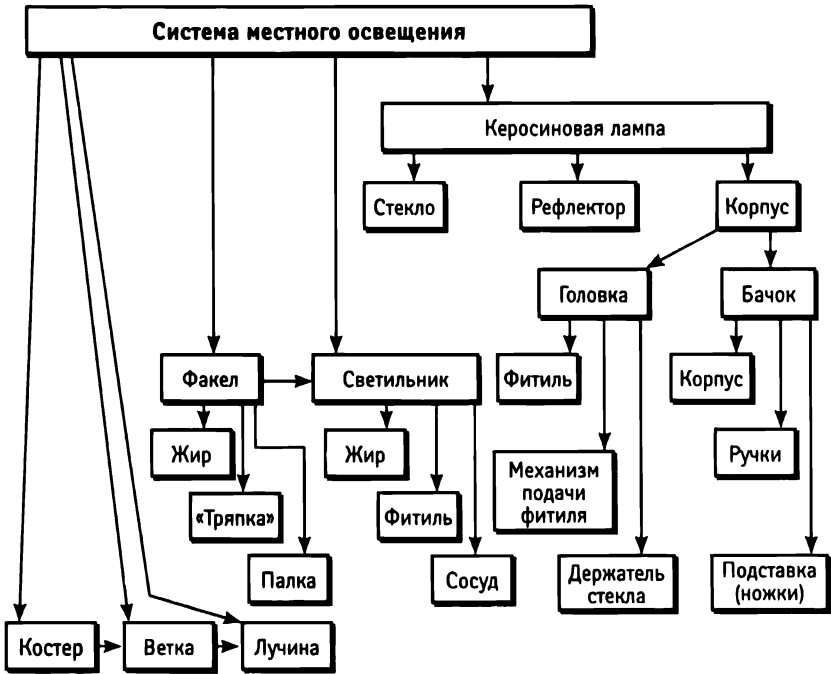 Система местного освещения
Керосиновая лампа
Стекло
Рефлектор
Корпус
Головка
Бачок
Факел
Светильник
Фитиль
Корпус
Жир
Жир
Ручки
Механизм
подачи
фитиля
«Тряпка»
Фитиль
Палка
Сосуд
Держатель
стекла
Подставка
(ножки)
Костер
Ветка
Лучина